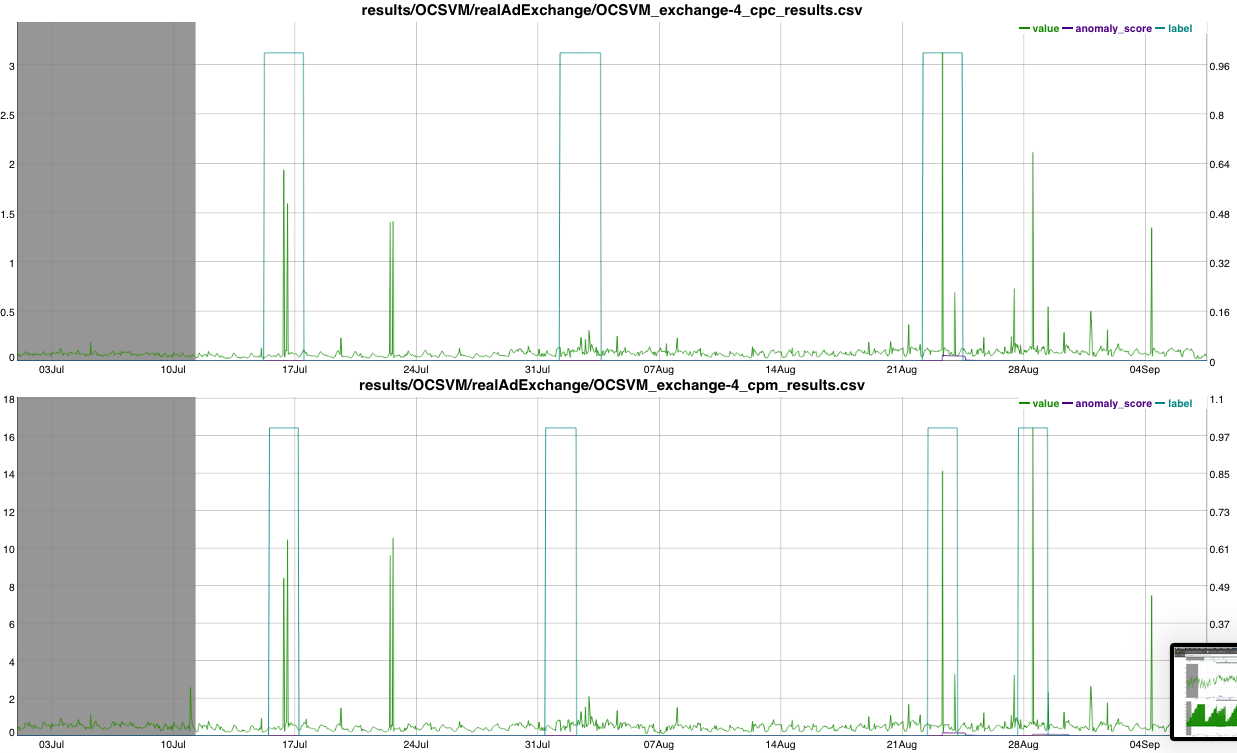 results/OCSVM/realAdExchange/OCSVM_exchange-4_cpc_results.csv
value anomaly_score label
3 0.96
2.5 0.8
2 0.64
1.5 0.48
1 0.32
0.5 0.16
0 0
03Jul 10Jul 17Jul 24Jul 31Jul 07Aug 14Aug 21Aug 28Aug 04Sep
results/OCSVM/realAdExchange/OCSVM_exchange-4_cpm_results.csv
18 1.1
value anomaly_score label
16 0.97
14 0.85
12 0.73
10 0.61
8 0.49
6 0.37
4
2
0
03Jul 10Jul 17Jul 24Jul 31Jul 07Aug 14Aug 21Aug 28Aug 04Sep